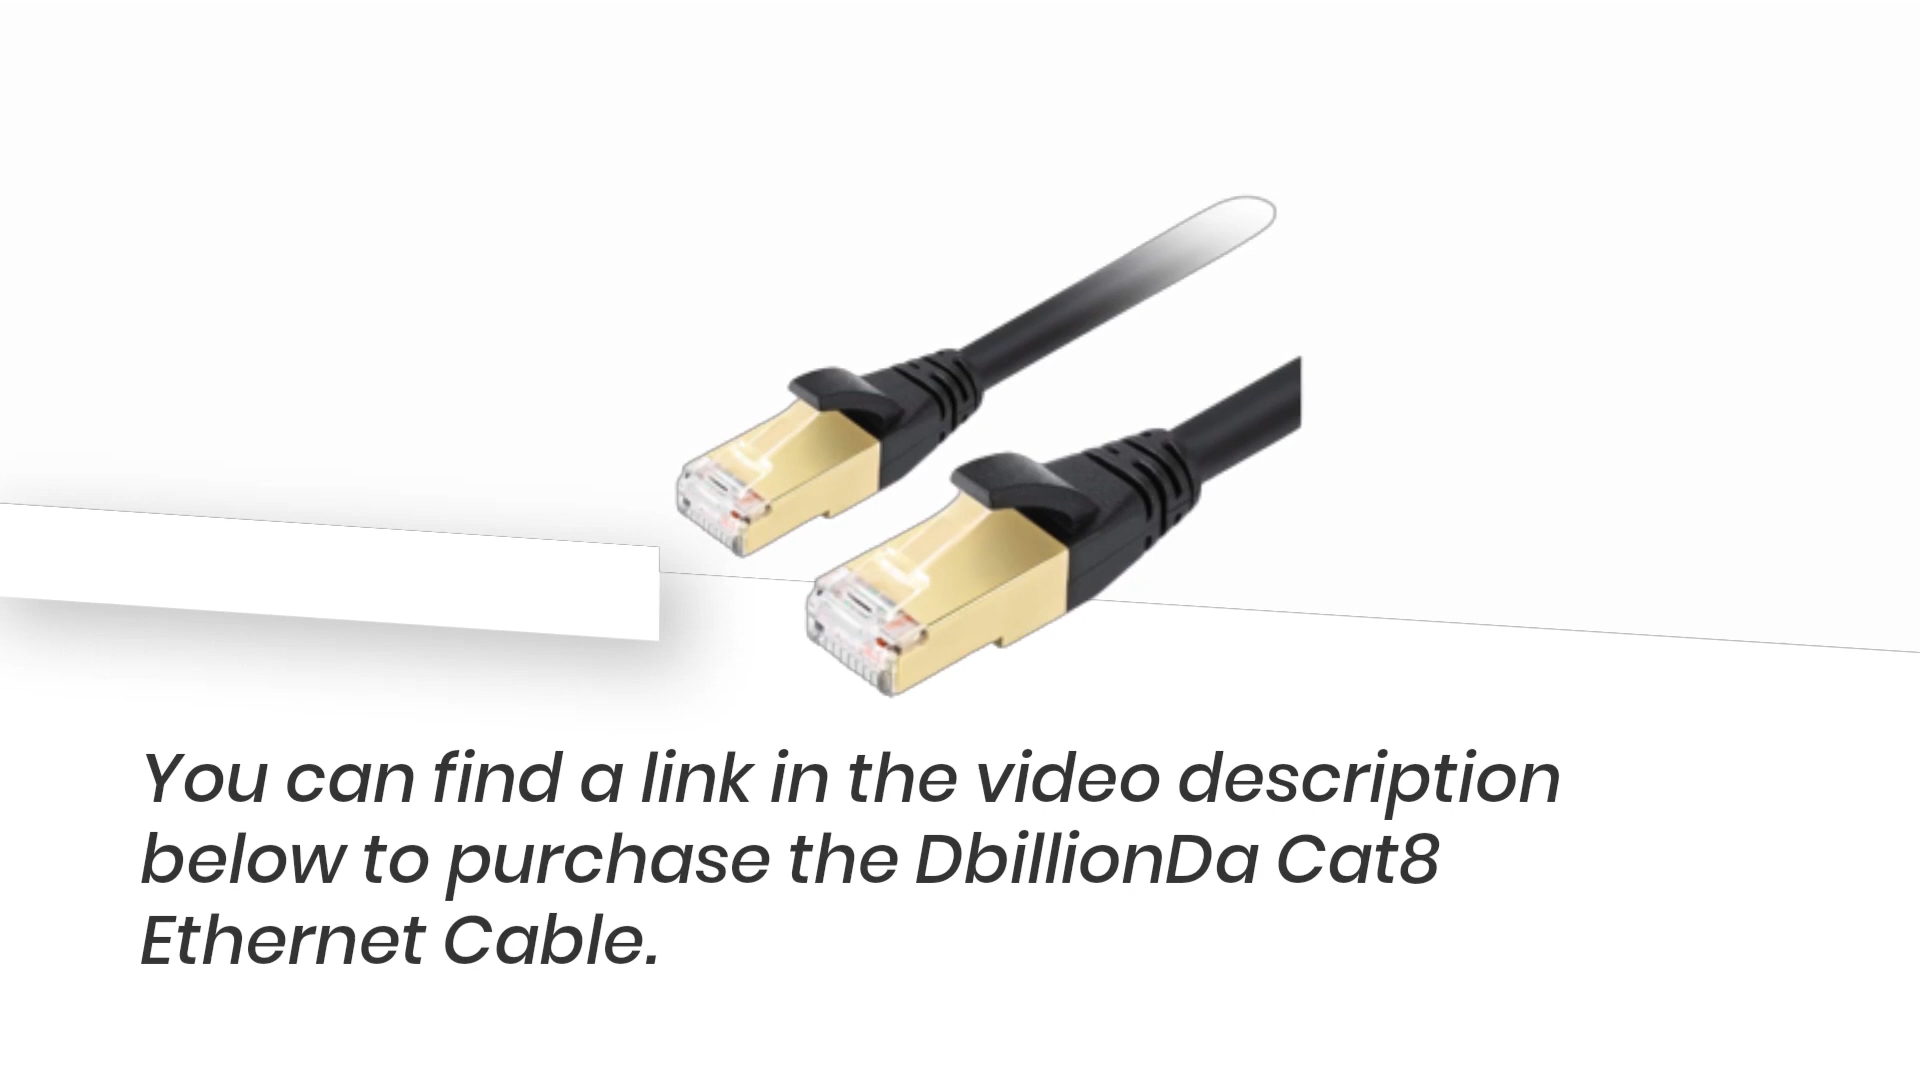 You can find a link in the video description
below to purchase the DbillionDa Cat8
Ethernet Cable.